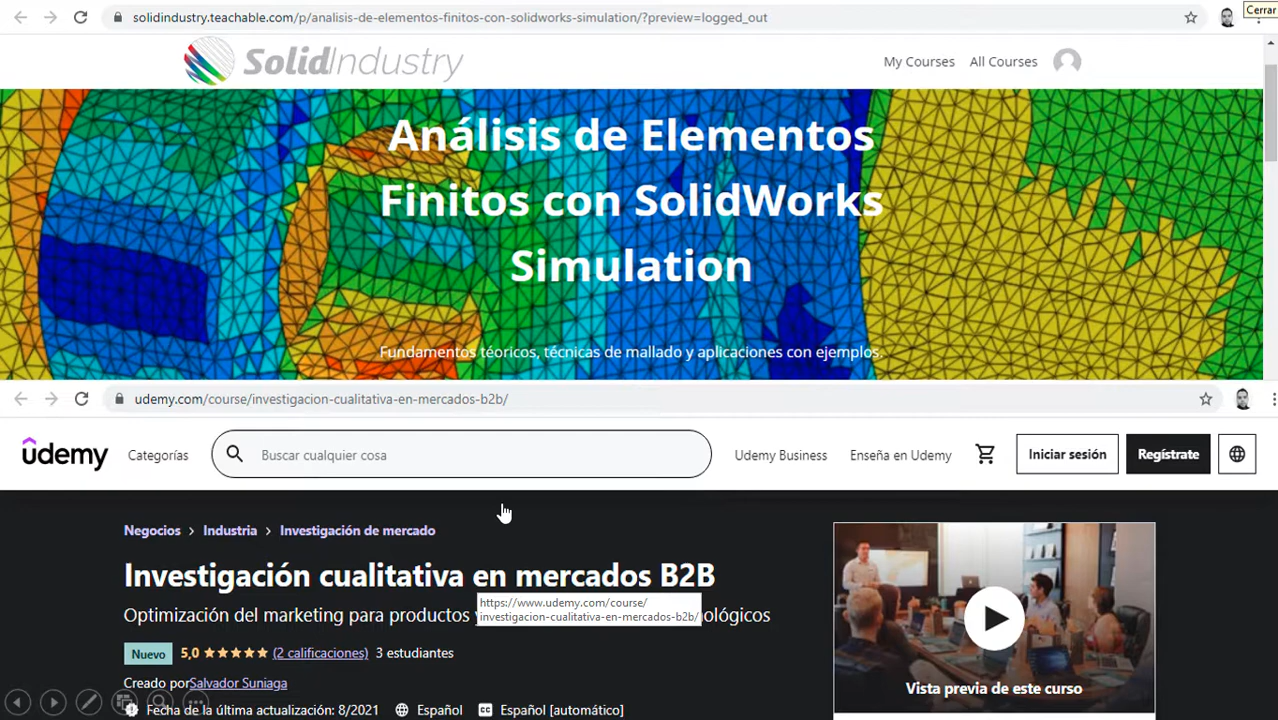 Cerrar
solidindustry.teachable.com/p/analisis-de-elementos-finitos-con-solidworks-simulation/?preview=logged_out
SolidIndustry
My Courses All Courses
Análisis de Elementos
Finitos con SolidWorks
Simulation
Fundamentos téoricos, técnicas de mallado y aplicaciones con ejemplos.
udemy.com/course/investigacion-cualitativa-en-mercados-b2b/
udemy Categorías Buscar cualquier cosa Udemy Business Enseña en Udemy Iniciar sesión Regístrate
Negocios > Industria > Investigación de mercado
Investigación cualitativa en mercados B2B
https://www.udemy.com/course/
investigacion-cualitativa-en-mercados-b2b/
Optimización del marketing para productos
Nuevo 5,0 (2 calificaciones) 3 estudiantes
Creado por Salvador Suniaga
Fecha de la última actualización: 8/2021 Español Español [automático]
Vista previa de este curso